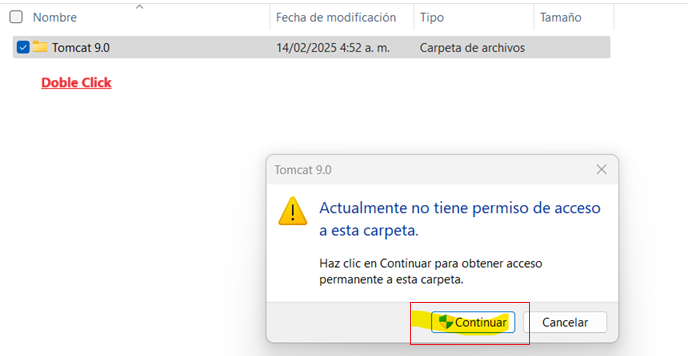 Nombre Fecha de modificación Tipo Tamaño
Tomcat 9.0 14/02/2025 4:52 a. m. Carpeta de archivos
Doble Click
Tomcat 9.0
Actualmente no tiene permiso de acceso
a esta carpeta.
Haz clic en Continuar para obtener acceso
permanente a esta carpeta.
Continuar Cancelar